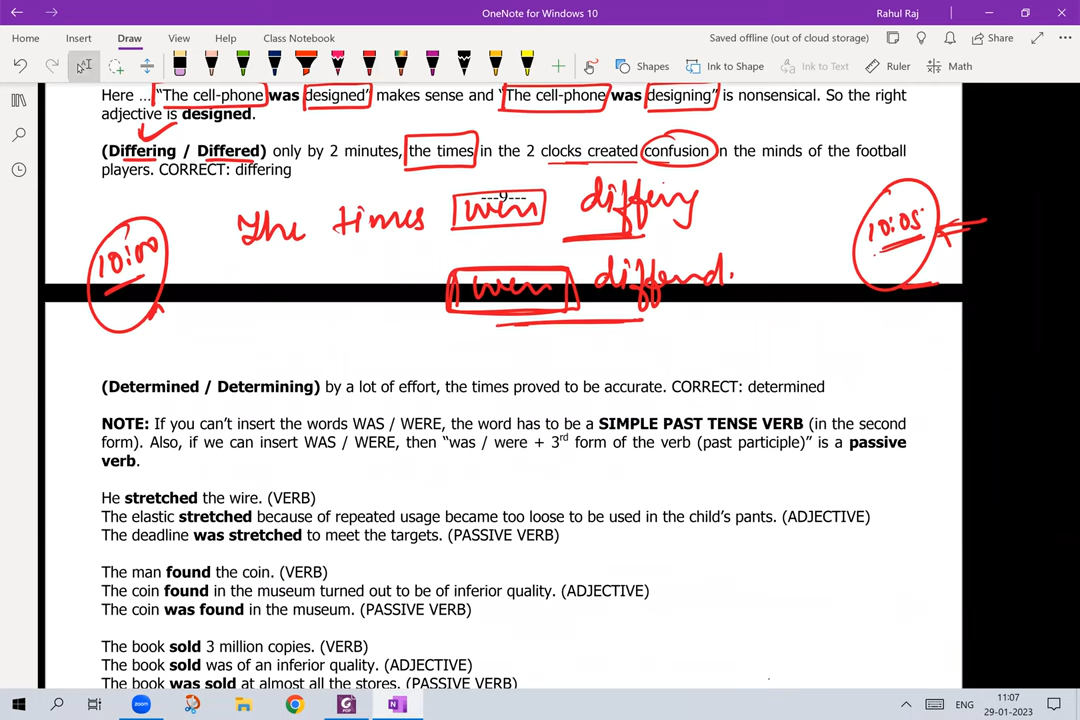 OneNote for Windows 10
Rahul Raj
Home Insert Draw View Help Class Notebook
Saved offline (out of cloud storage) Share
Shapes Ink to Shape Ink to Text Ruler Math
Here ... “The cell-phone was designed” makes sense and “The cell-phone was designing” is nonsensical. So the right
adjective is designed.
(Differing / Differed) only by 2 minutes, the times in the 2 clocks created confusion in the minds of the football
players. CORRECT: differing
---9---
The times were differing
10:00
10:05
were differed.
(Determined / Determining) by a lot of effort, the times proved to be accurate. CORRECT: determined
NOTE: If you can’t insert the words WAS / WERE, the word has to be a SIMPLE PAST TENSE VERB (in the second
form). Also, if we can insert WAS / WERE, then “was / were + 3rd form of the verb (past participle)” is a passive
verb.
He stretched the wire. (VERB)
The elastic stretched because of repeated usage became too loose to be used in the child’s pants. (ADJECTIVE)
The deadline was stretched to meet the targets. (PASSIVE VERB)
The man found the coin. (VERB)
The coin found in the museum turned out to be of inferior quality. (ADJECTIVE)
The coin was found in the museum. (PASSIVE VERB)
The book sold 3 million copies. (VERB)
The book sold was of an inferior quality. (ADJECTIVE)
The book was sold at almost all the stores. (PASSIVE VERB)
zoom
PDF
ENG
11:07
29-01-2023